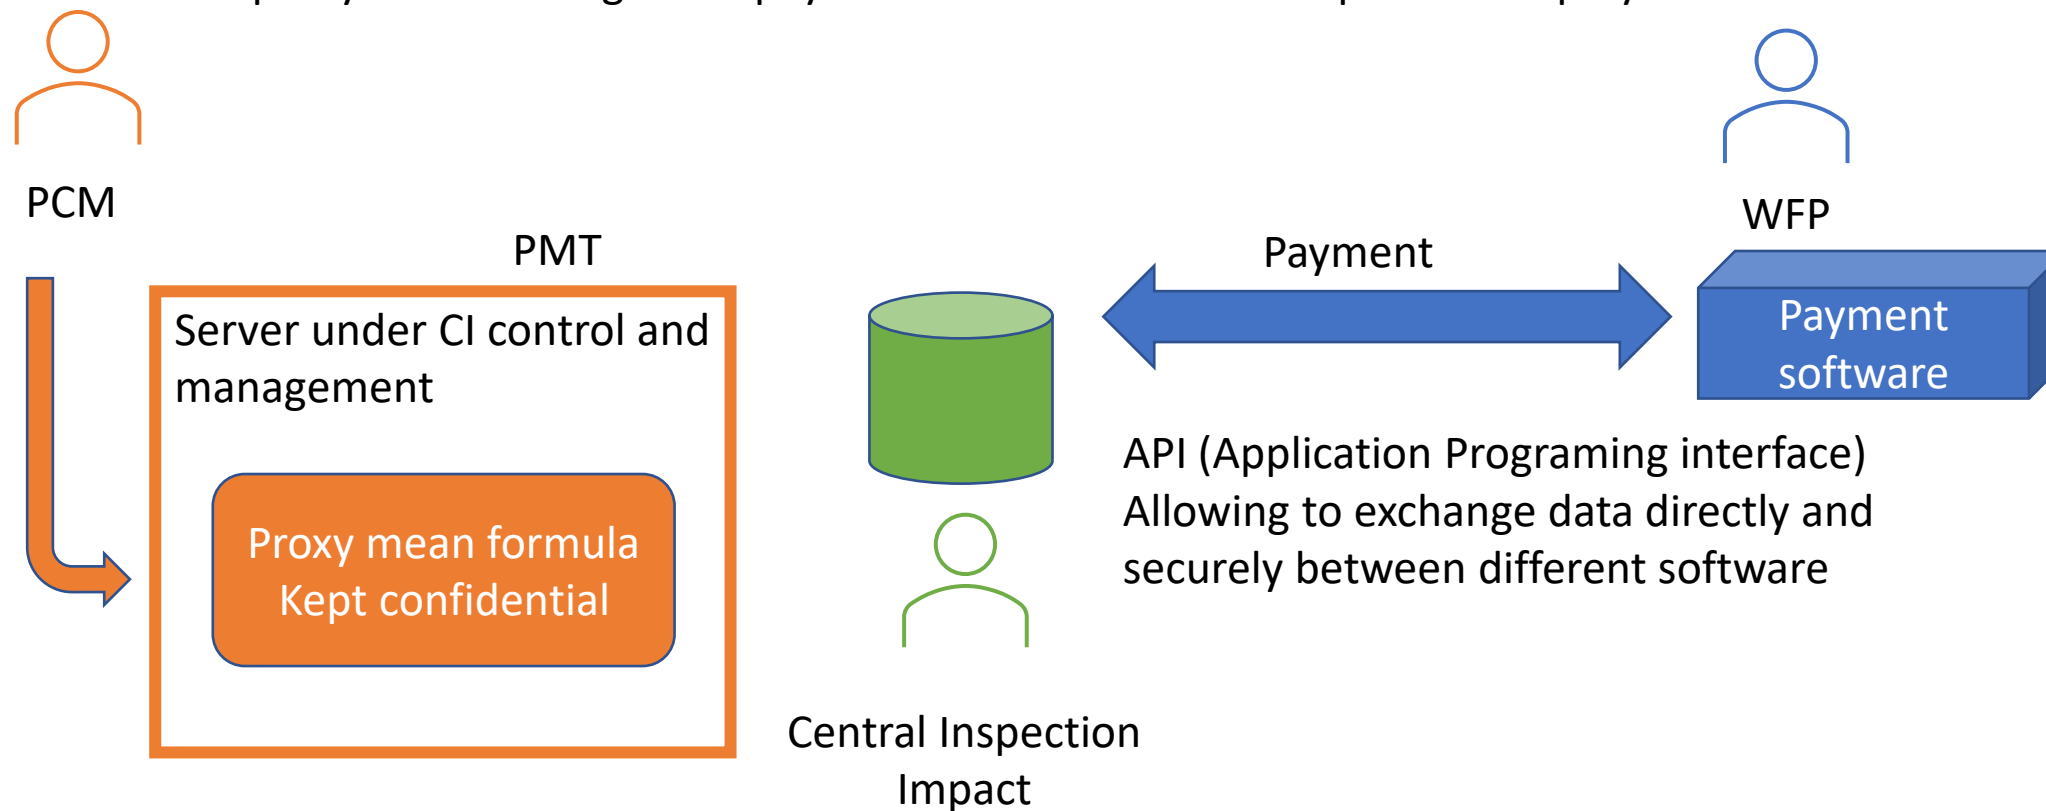 PCM
PMT
Server under CI control and
management
Proxy mean formula
Kept confidential
Central Inspection
Impact
Payment
API (Application Programing interface)
Allowing to exchange data directly and
securely between different software
WFP
Payment
software